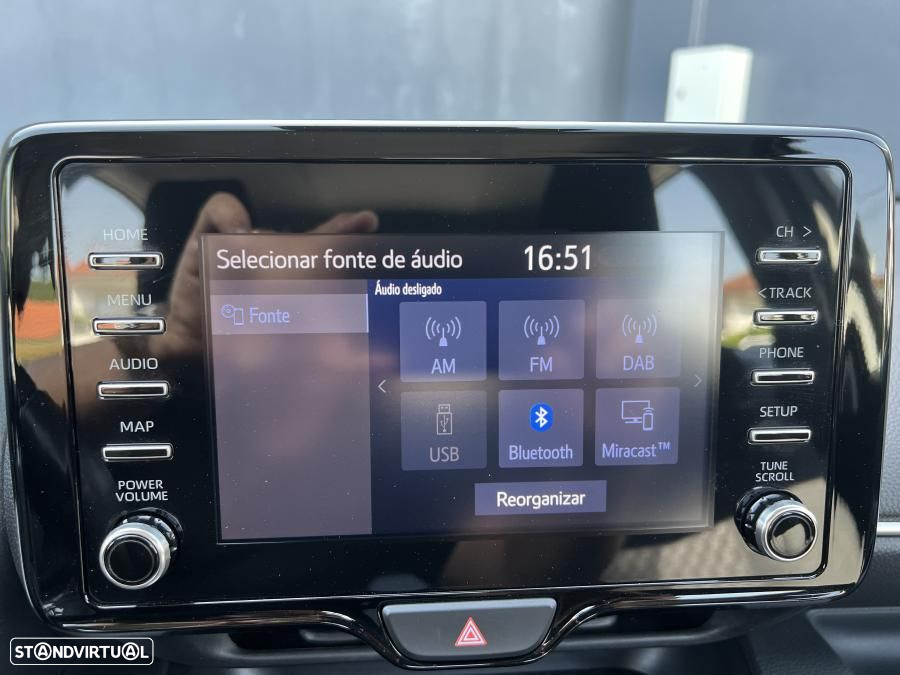 HOME
MENU
AUDIO
MAP
POWER
VOLUME
Selecionar fonte de áudio 16:51
Áudio desligado
Fonte
AM FM DAB
USB Bluetooth Miracast™
Reorganizar
CH >
< TRACK
PHONE
SETUP
TUNE
SCROLL
STANDVIRTUAL